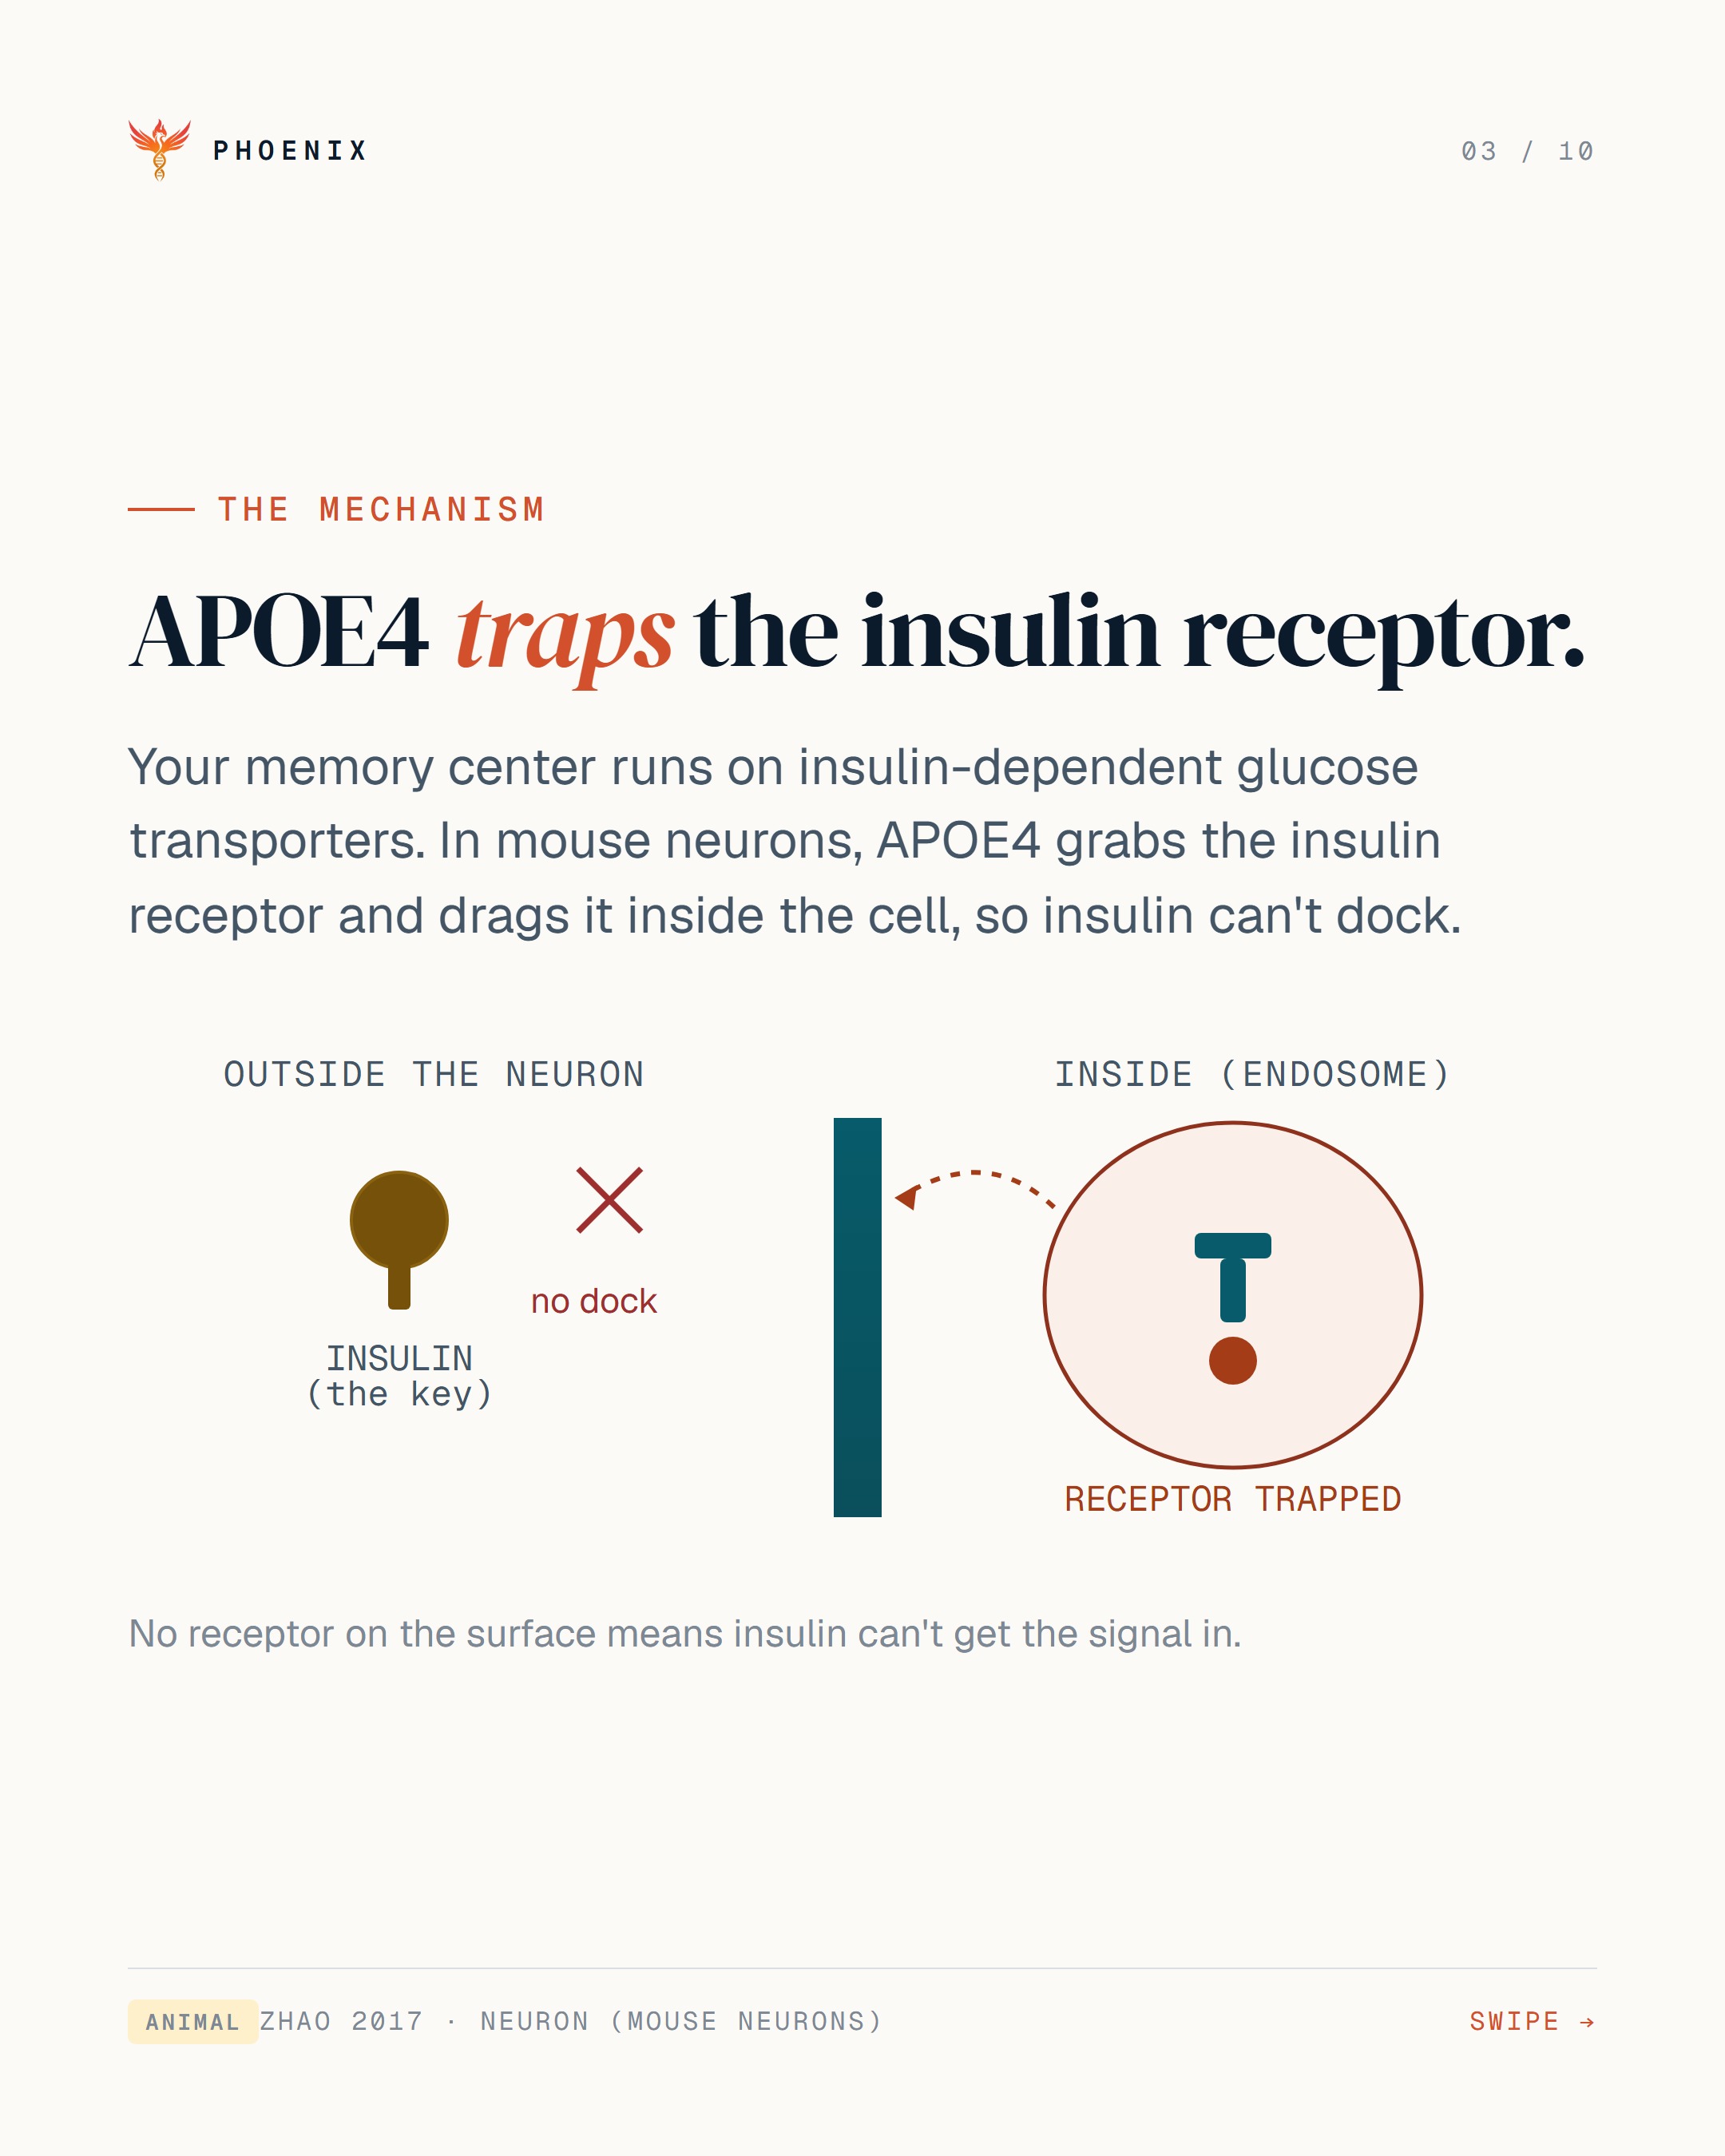 PHOENIX
03 / 10
THE MECHANISM
APOE4 traps the insulin receptor.
Your memory center runs on insulin-dependent glucose
transporters. In mouse neurons, APOE4 grabs the insulin
receptor and drags it inside the cell, so insulin can't dock.
OUTSIDE THE NEURON
INSIDE (ENDOSOME)
no dock
INSULIN
(the key)
RECEPTOR TRAPPED
No receptor on the surface means insulin can't get the signal in.
ANIMAL ZHAO 2017 · NEURON (MOUSE NEURONS)
SWIPE →